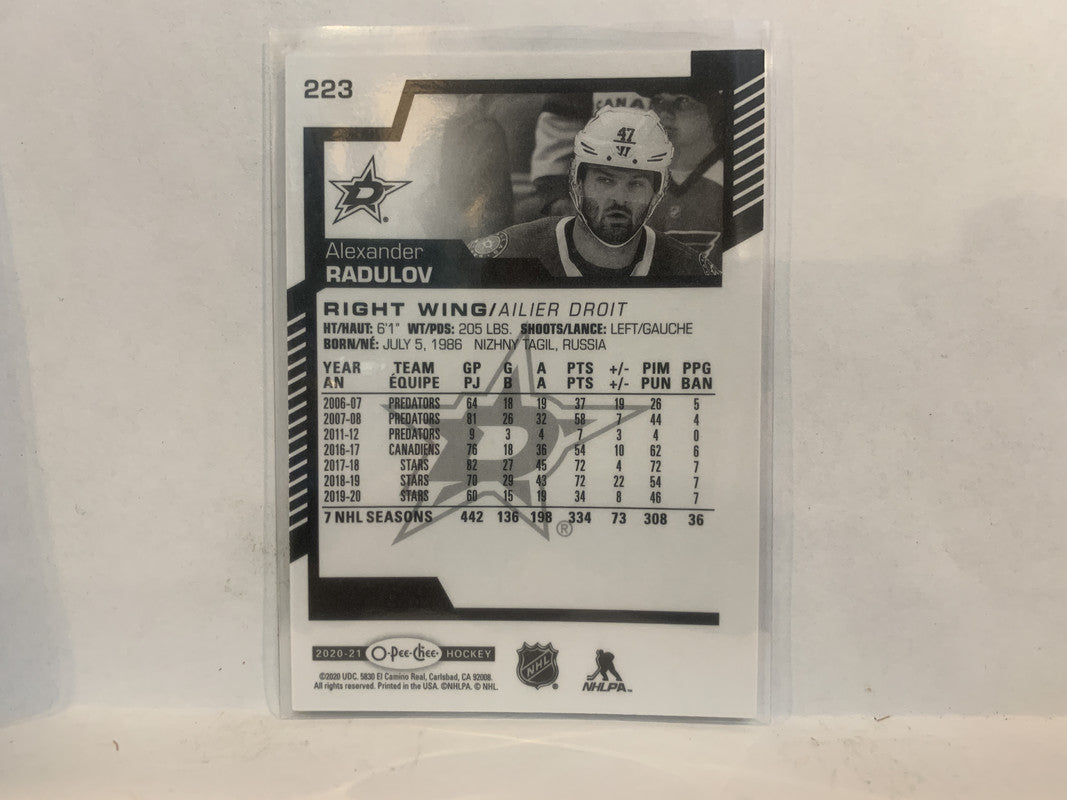 223
CANA
47
D
®
Alexander
RADULOV
RIGHT WING/AILIER DROIT
HT/HAUT: 6'1" WT/PDS: 205 LBS. SHOOTS/LANCE: LEFT/GAUCHE
BORN/NÉ: JULY 5, 1986 NIZHNY TAGIL, RUSSIA
YEAR TEAM GP G A PTS +/- PIM PPG
AN ÉQUIPE PJ B A PTS +/- PUN BAN
2006-07 PREDATORS 64 18 19 37 19 26 5
2007-08 PREDATORS 81 26 32 58 7 44 4
2011-12 PREDATORS 9 3 4 7 3 4 0
2016-17 CANADIENS 76 18 36 54 10 62 6
2017-18 STARS 82 27 45 72 4 72 7
2018-19 STARS 70 29 43 72 22 54 7
2019-20 STARS 60 15 19 34 8 46 7
7 NHL SEASONS 442 136 198 334 73 308 36
D
®
2020-21 O-Pee-Chee HOCKEY
©2020 UDC. 5830 El Camino Real, Carlsbad, CA 92008.
All rights reserved. Printed in the USA. ©NHLPA. © NHL.
NHL ®
NHLPA™